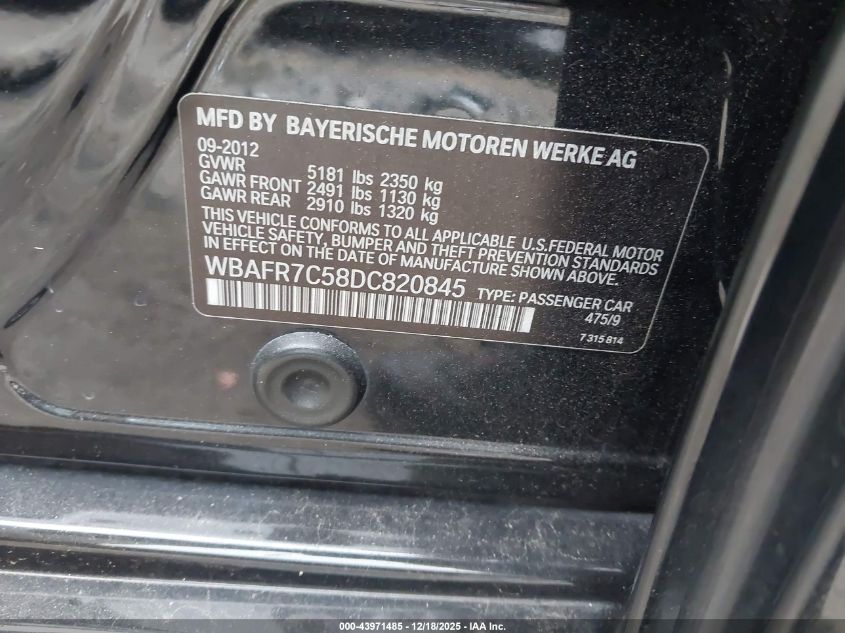 MFD BY BAYERISCHE MOTOREN WERKE AG
09-2012
GVWR 5181 lbs 2350 kg
GAWR FRONT 2491 lbs 1130 kg
GAWR REAR 2910 lbs 1320 kg
THIS VEHICLE CONFORMS TO ALL APPLICABLE U.S.FEDERAL MOTOR
VEHICLE SAFETY, BUMPER AND THEFT PREVENTION STANDARDS
IN EFFECT ON THE DATE OF MANUFACTURE SHOWN ABOVE.
WBAFR7C58DC820845 TYPE: PASSENGER CAR
475/9
7 315 814
000-43971485 - 12/18/2025 - IAA Inc.